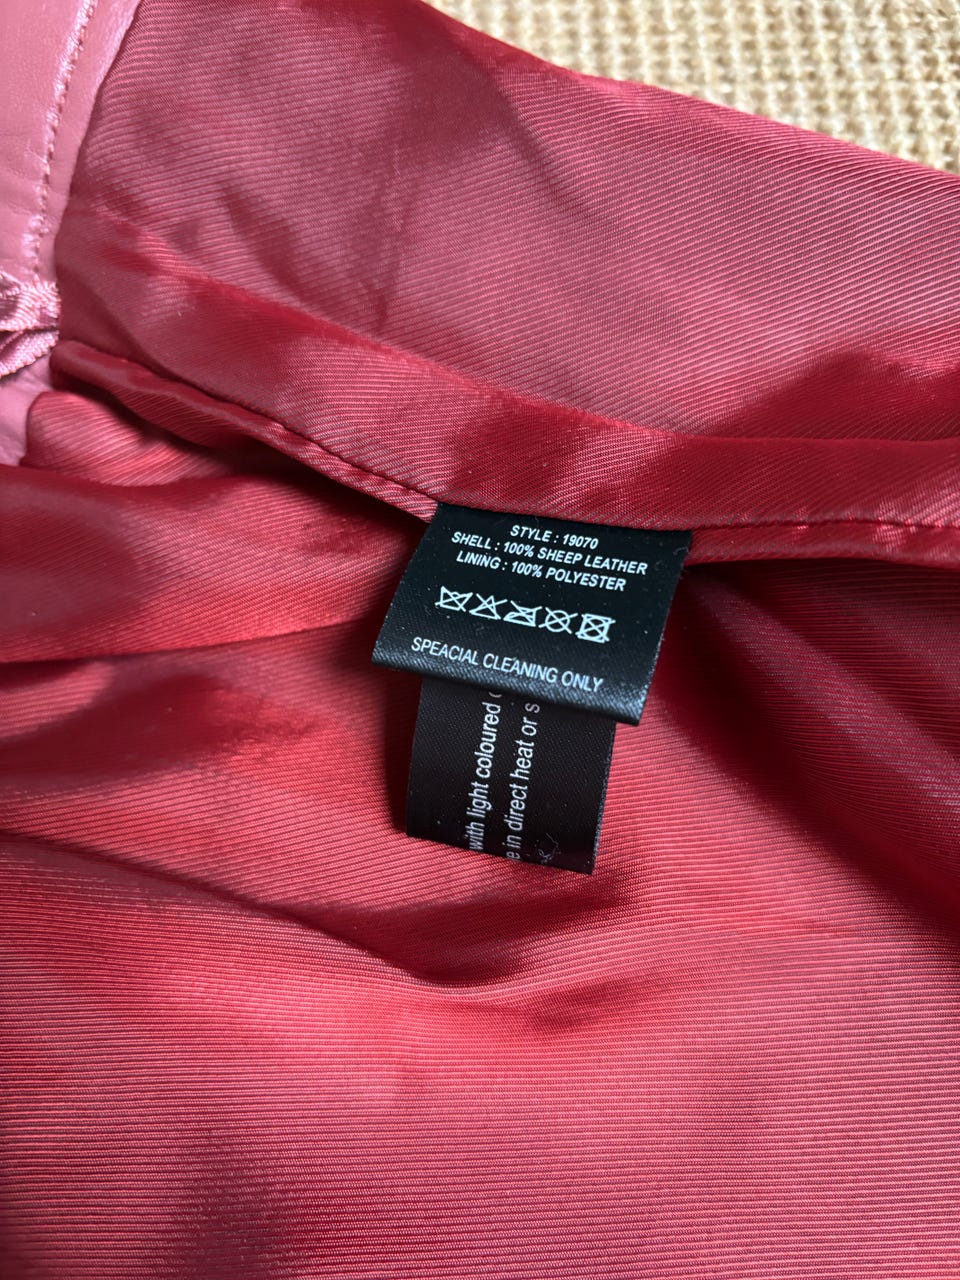 STYLE : 19070
SHELL : 100% SHEEP LEATHER
LINING : 100% POLYESTER
SPEACIAL CLEANING ONLY
with light coloured
in direct heat or s